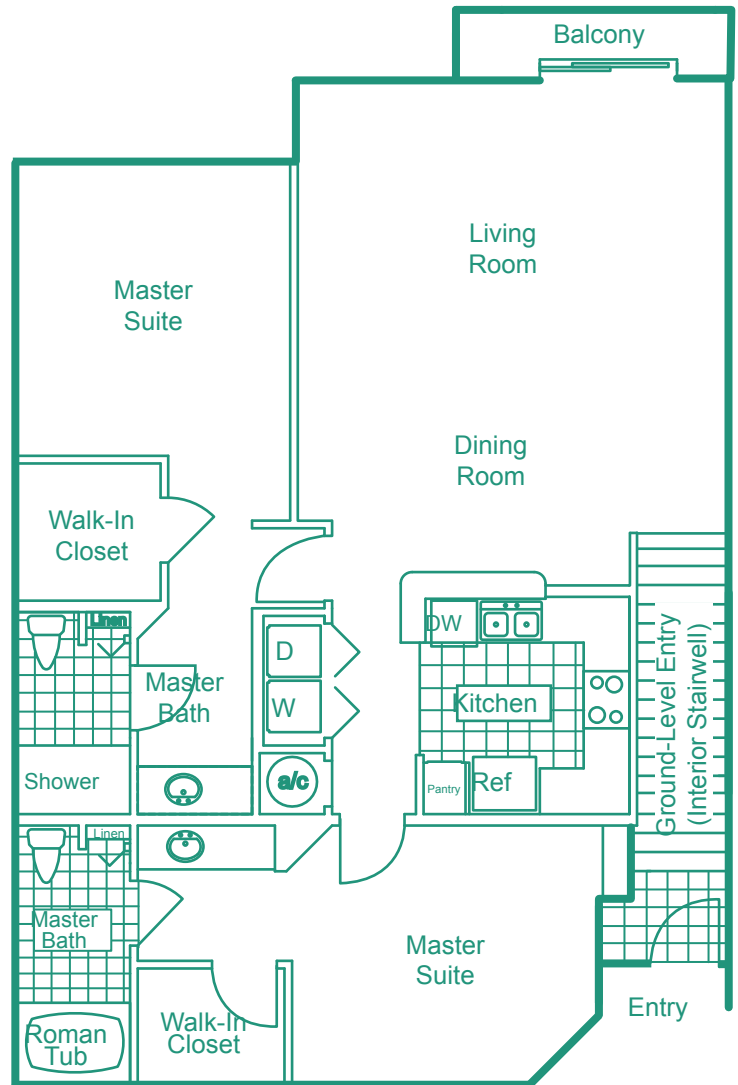 Balcony
Living
Room
Master
Suite
Dining
Room
Walk-In
Closet
Linen
DW
D
Master
Bath
W
Kitchen
Ground-Level Entry
(Interior Stairwell)
Shower
a/c
Pantry
Ref
Linen
Master
Bath
Master
Suite
Entry
Roman
Tub
Walk-In
Closet